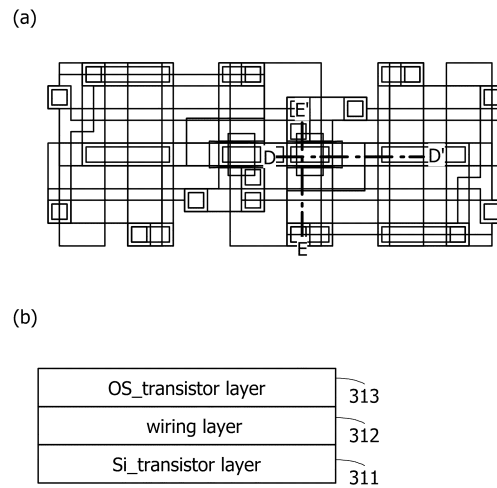 (a)
E'
D
D'
E
(b)
OS_transistor layer
313
wiring layer
312
Si_transistor layer
311